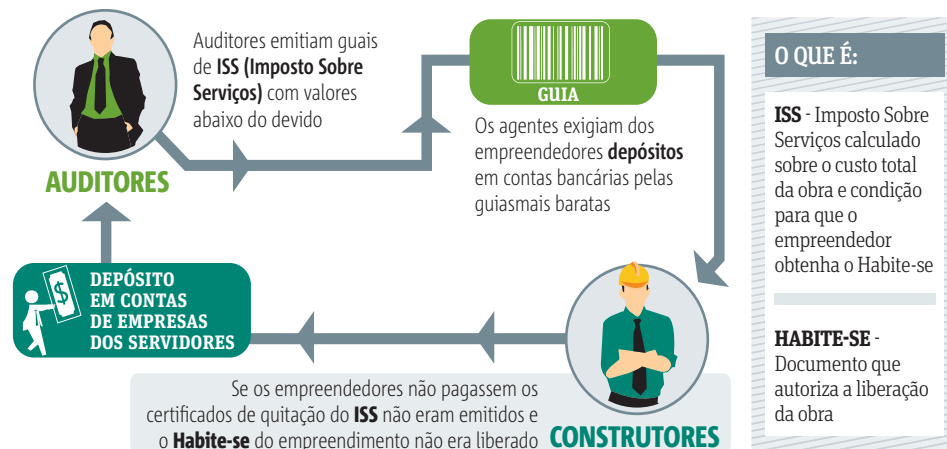 Auditores emitiam guais
de ISS (Imposto Sobre
Serviços) com valores
abaixo do devido
AUDITORES
GUIA
Os agentes exigiam dos
empreendedores depósitos
em contas bancárias pelas
guiasmais baratas
DEPÓSITO
EM CONTAS
DE EMPRESAS
DOS SERVIDORES
$
Se os empreendedores não pagassem os
certificados de quitação do ISS não eram emitidos e
o Habite-se do empreendimento não era liberado
CONSTRUTORES
O QUE É:
ISS - Imposto Sobre
Serviços calculado
sobre o custo total
da obra e condição
para que o
empreendedor
obtenha o Habite-se
HABITE-SE -
Documento que
autoriza a liberação
da obra